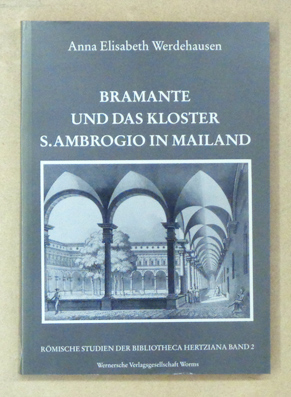 Anna Elisabeth Werdehausen
BRAMANTE
UND DAS KLOSTER
S. AMBROGIO IN MAILAND
RÖMISCHE STUDIEN DER BIBLIOTHECA HERTZIANA BAND 2
Wernersche Verlagsgesellschaft Worms